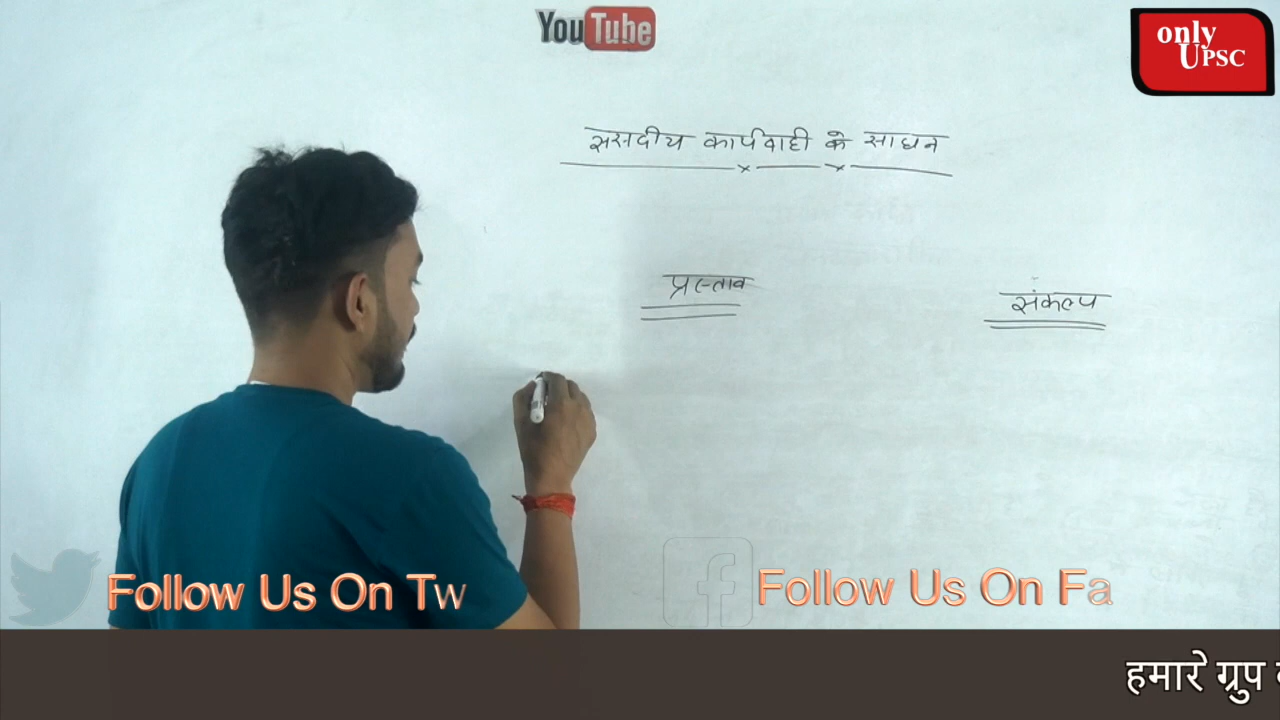 YouTube
only
UPSC
संसदीय कार्यवाही के साधन
प्रस्ताव
संकल्प
Follow Us On Tw
Follow Us On Fa
हमारे ग्रुप